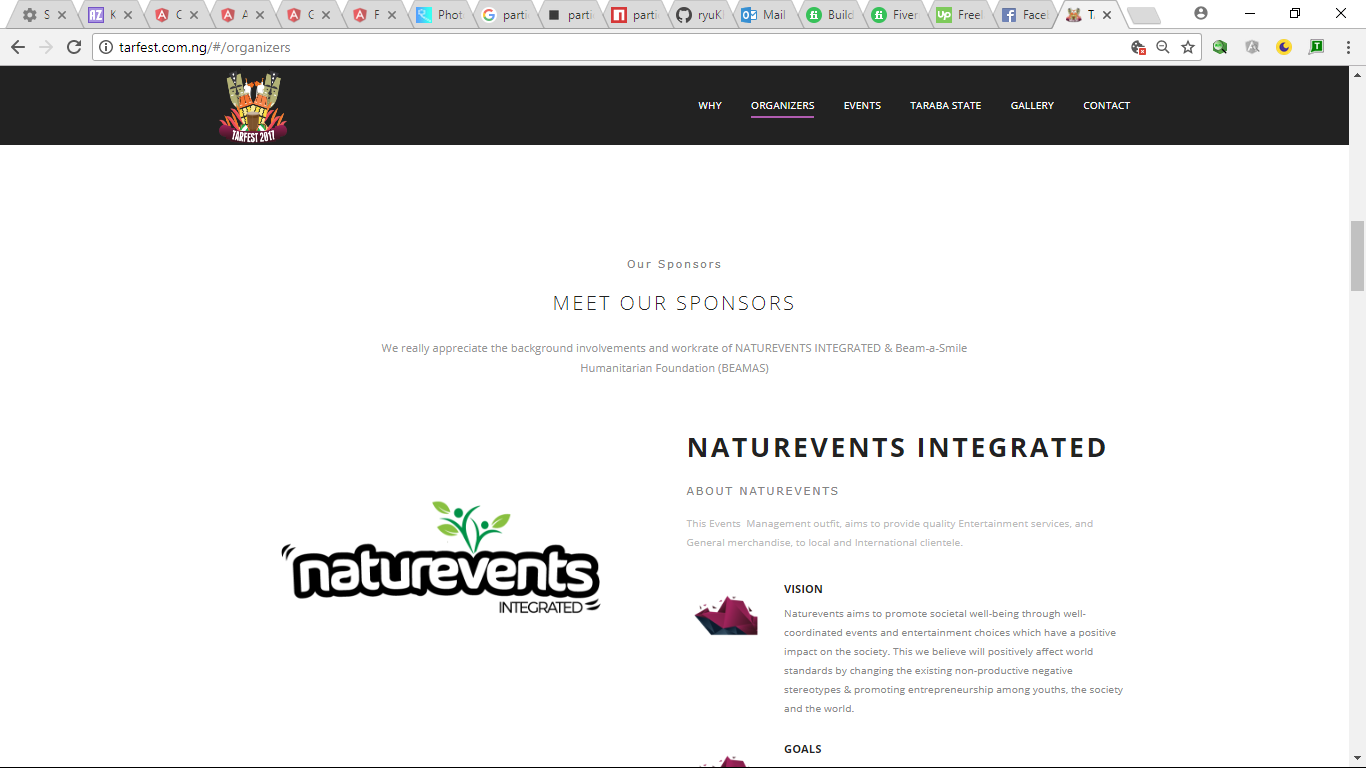 S
K
C
A
C
F
Phot
parti
parti
parti
ryuK
Mail
Build
Fiver
Freel
Facel
T
tarfest.com.ng/#/organizers
TARFEST 2017
WHY ORGANIZERS EVENTS TARABA STATE GALLERY CONTACT
Our Sponsors
MEET OUR SPONSORS
We really appreciate the background involvements and workrate of NATUREVENTS INTEGRATED & Beam-a-Smile
Humanitarian Foundation (BEAMAS)
naturevents
INTEGRATED
NATUREVENTS INTEGRATED
ABOUT NATUREVENTS
This Events Management outfit, aims to provide quality Entertainment services, and
General merchandise, to local and International clientele.
VISION
Naturevents aims to promote societal well-being through well-
coordinated events and entertainment choices which have a positive
impact on the society. This we believe will positively affect world
standards by changing the existing non-productive negative
stereotypes & promoting entrepreneurship among youths, the society
and the world.
GOALS